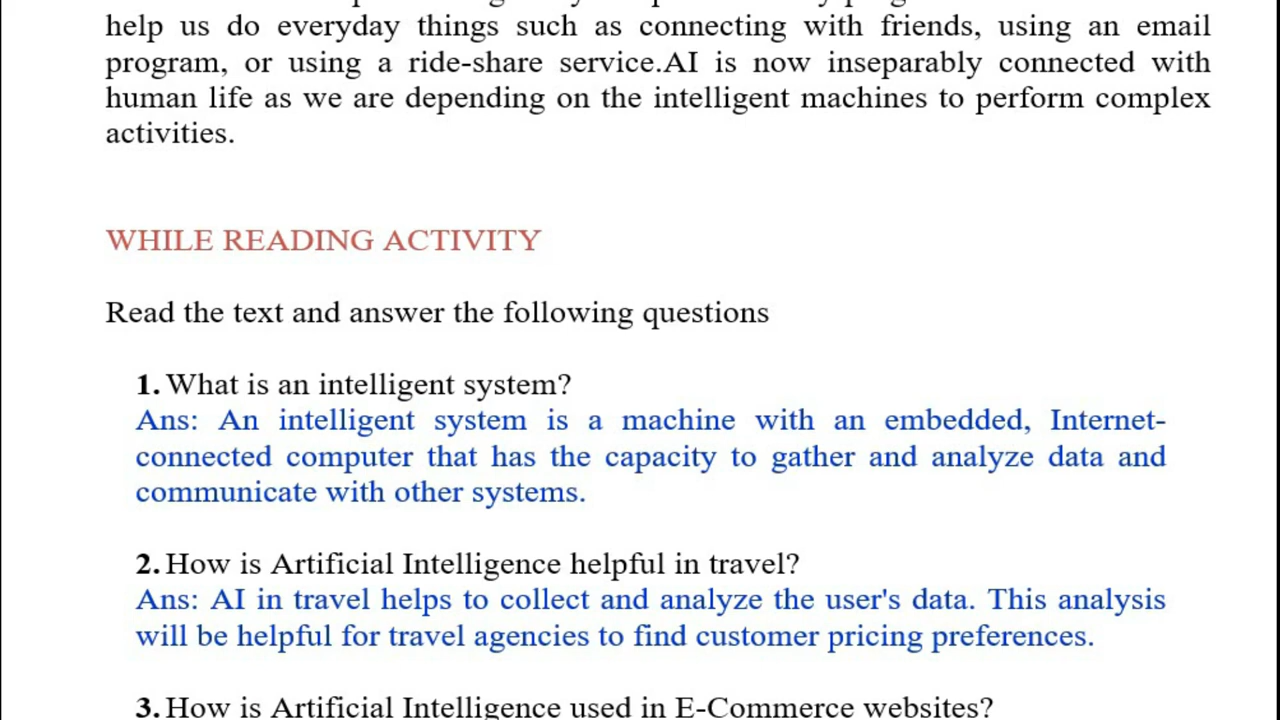 help us do everyday things such as connecting with friends, using an email
program, or using a ride-share service.AI is now inseparably connected with
human life as we are depending on the intelligent machines to perform complex
activities.
WHILE READING ACTIVITY
Read the text and answer the following questions
1. What is an intelligent system?
Ans: An intelligent system is a machine with an embedded, Internet-
connected computer that has the capacity to gather and analyze data and
communicate with other systems.
2. How is Artificial Intelligence helpful in travel?
Ans: AI in travel helps to collect and analyze the user's data. This analysis
will be helpful for travel agencies to find customer pricing preferences.
3. How is Artificial Intelligence used in E-Commerce websites?